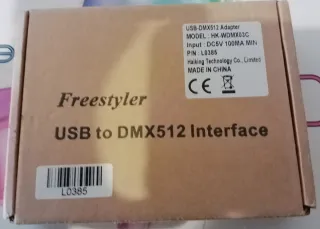 USB-DMX512 Adapter
MODEL: HK-WDMX03C
Input : DC5V 100MA MIN
P/N : L0385
Haixing Technology Co., Limited
MADE IN CHINA
CE
Freestyler
USB to DMX512 Interface
L0385